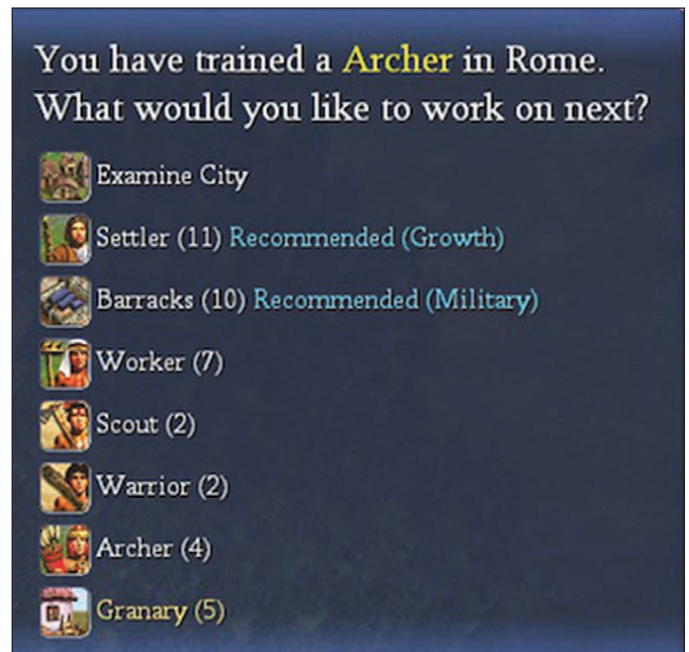 You have trained a Archer in Rome.
What would you like to work on next?
Examine City
Settler (11) Recommended (Growth)
Barracks (10) Recommended (Military)
Worker (7)
Scout (2)
Warrior (2)
Archer (4)
Granary (5)